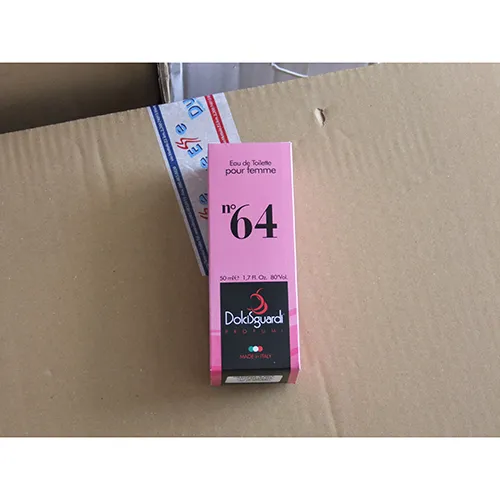 Eau de Toilette
pour femme
n° 64
50 ml ℮ 1,7 fl. Oz. 80°Vol.
DolciSguardi
PROFUMI
MADE IN ITALY